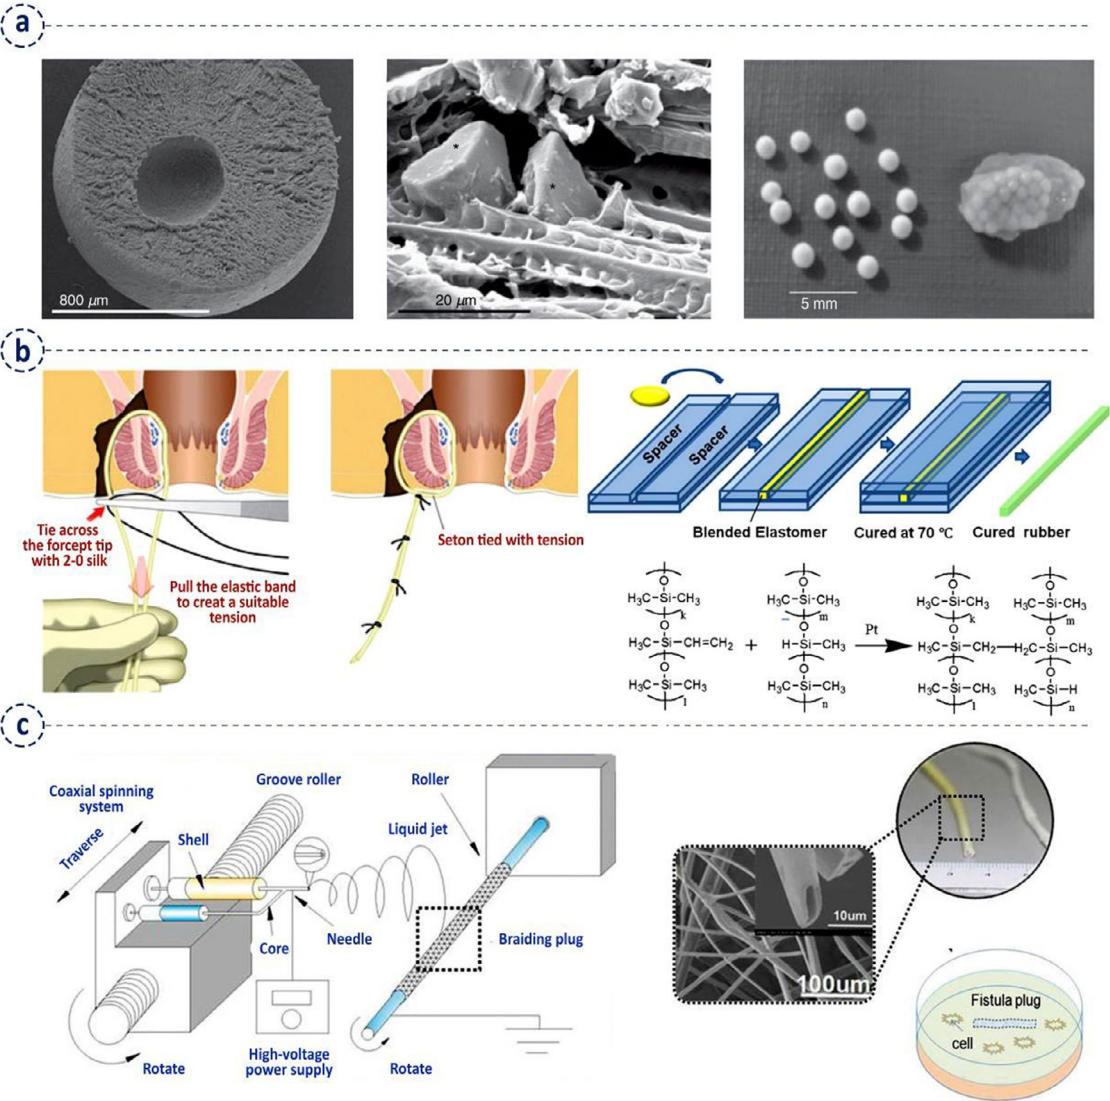 a
800 µm
*
*
20 µm
5 mm
b
Tie across
the forcept tip
with 2-0 silk
Pull the elastic band
to creat a suitable
tension
Seton tied with tension
Spacer
Spacer
Blended Elastomer
Cured at 70 ℃
Cured rubber
O
H₃C—Si—CH₃
k
O
H₃C—Si—CH=CH₂
O
H₃C—Si—CH₃
l
+
O
H₃C—Si—CH₃
m
O
H—Si—CH₃
O
H₃C—Si—CH₃
n
Pt
O
H₃C—Si—CH₃
k
O
H₃C—Si—CH₂—H₂C—Si—CH₃
O
H₃C—Si—CH₃
l
O
H₃C—Si—CH₃
m
O
O
H₃C—Si—H
n
c
Coaxial spinning
system
Traverse
Groove roller
Shell
Core
Needle
Rotate
High-voltage
power supply
Roller
Liquid jet
Braiding plug
Rotate
10um
100um
Fistula plug
cell